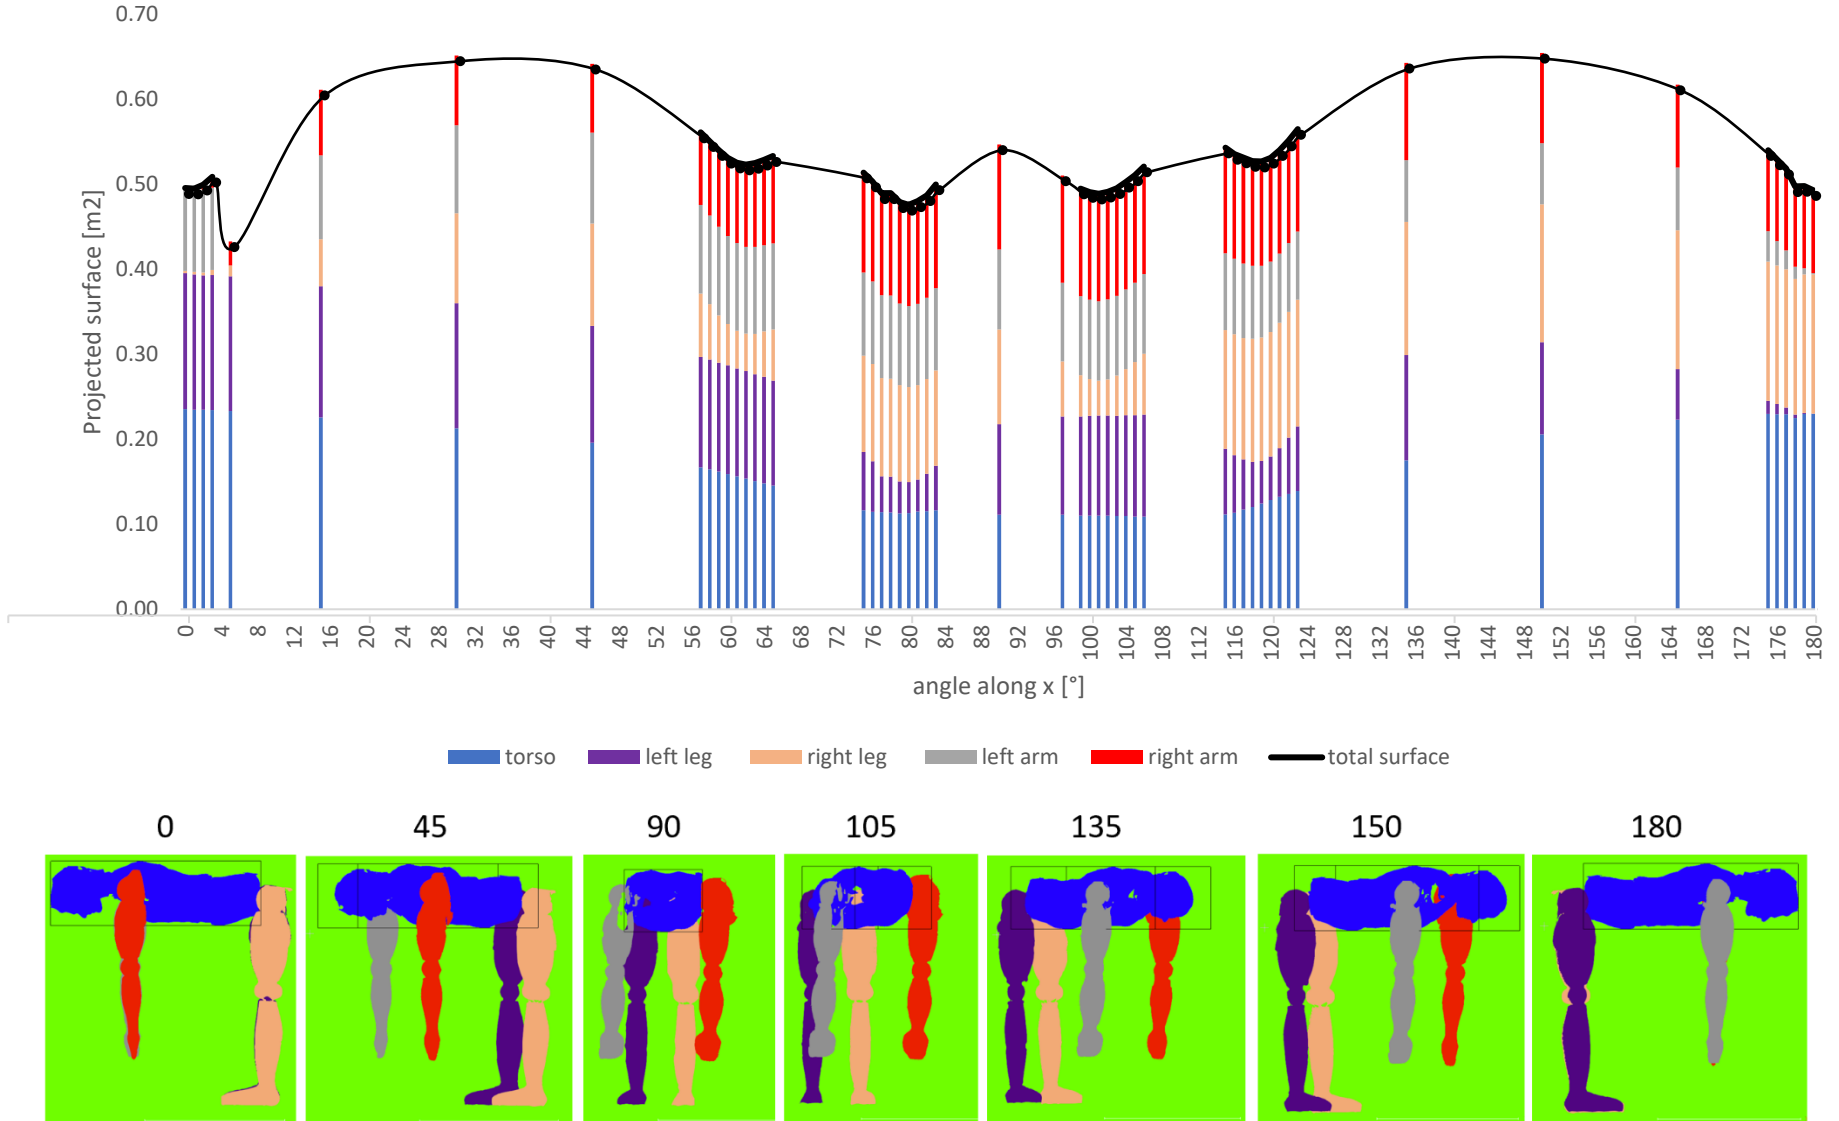 0.70
0.60
0.50
0.40
0.30
0.20
0.10
0.00
Projected surface [m2]
0 4 8 12 16 20 24 28 32 36 40 44 48 52 56 60 64 68 72 76 80 84 88 92 96 100 104 108 112 116 120 124 128 132 136 140 144 148 152 156 160 164 168 172 176 180
angle along x [°]
torso left leg right leg left arm right arm total surface
0 45 90 105 135 150 180